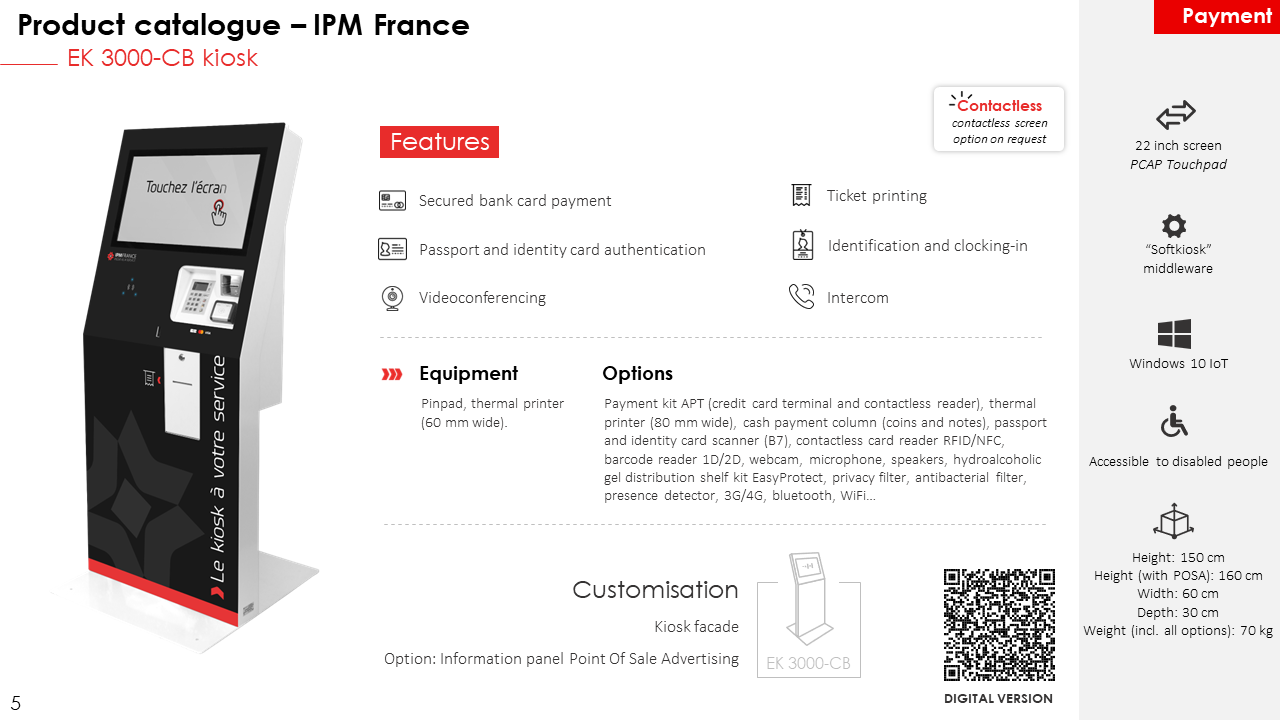 Product catalogue – IPM France
EK 3000-CB kiosk
Payment
Contactless
contactless screen
option on request
Touchez l'écran
IPMFRANCE
Le kiosk à votre service
Features
Secured bank card payment
Passport and identity card authentication
Videoconferencing
Ticket printing
Identification and clocking-in
Intercom
Equipment
Pinpad, thermal printer
(60 mm wide).
Options
Payment kit APT (credit card terminal and contactless reader), thermal
printer (80 mm wide), cash payment column (coins and notes), passport
and identity card scanner (B7), contactless card reader RFID/NFC,
barcode reader 1D/2D, webcam, microphone, speakers, hydroalcoholic
gel distribution shelf kit EasyProtect, privacy filter, antibacterial filter,
presence detector, 3G/4G, bluetooth, WiFi...
Customisation
Kiosk facade
Option: Information panel Point Of Sale Advertising
EK 3000-CB
DIGITAL VERSION
22 inch screen
PCAP Touchpad
“Softkiosk”
middleware
Windows 10 IoT
Accessible to disabled people
Height: 150 cm
Height (with POSA): 160 cm
Width: 60 cm
Depth: 30 cm
Weight (incl. all options): 70 kg
5